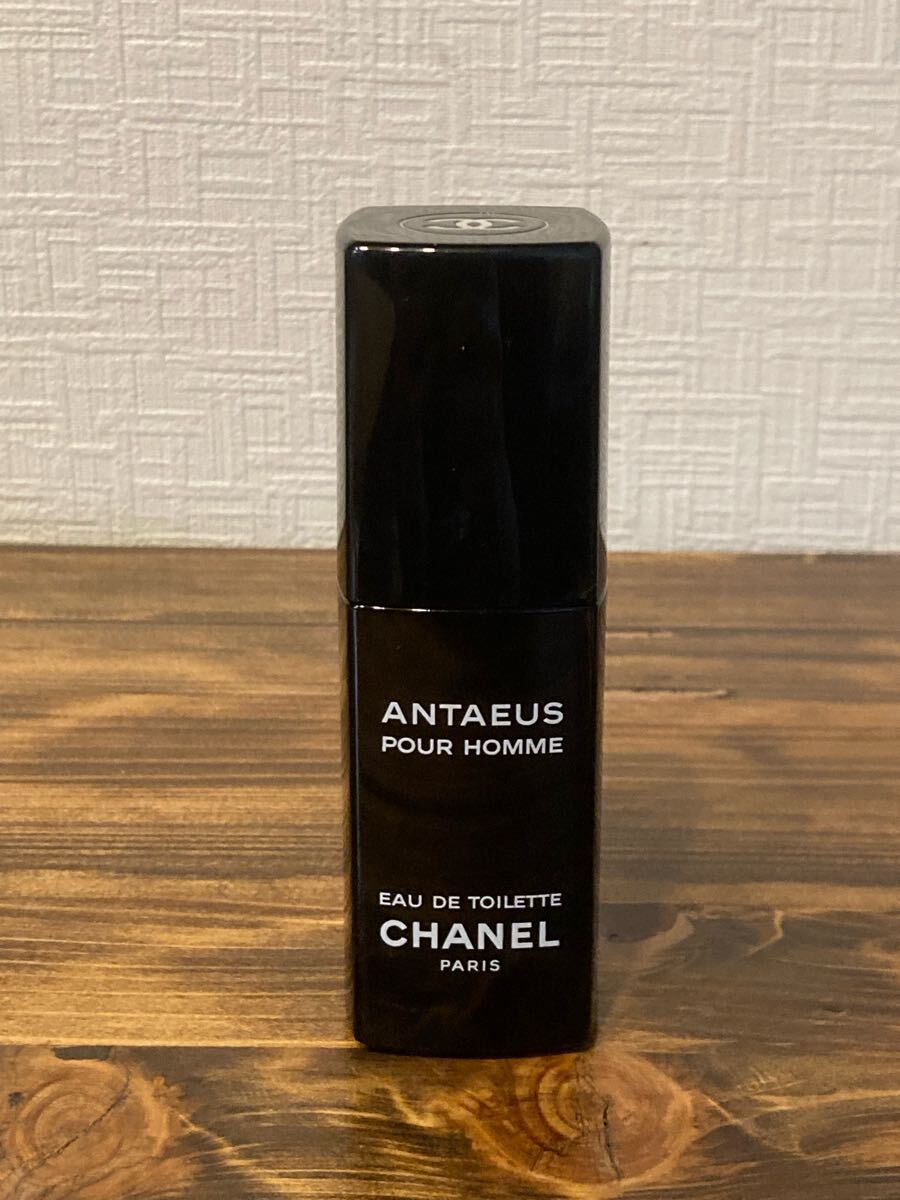 ANTAEUS
POUR HOMME
EAU DE TOILETTE
CHANEL
PARIS